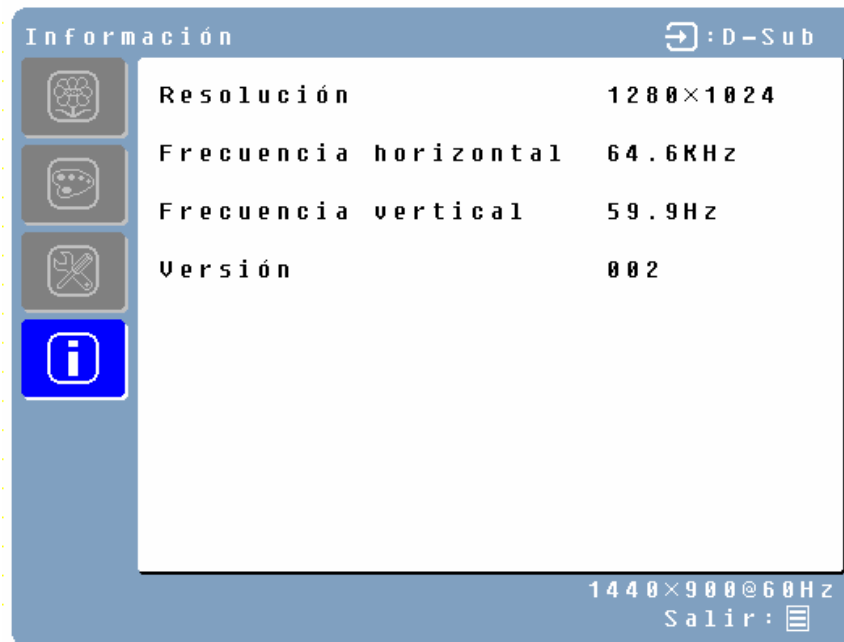 Información :D-Sub
Resolución 1280×1024
Frecuencia horizontal 64.6KHz
Frecuencia vertical 59.9Hz
Versión 002
1440×900@60Hz
Salir: